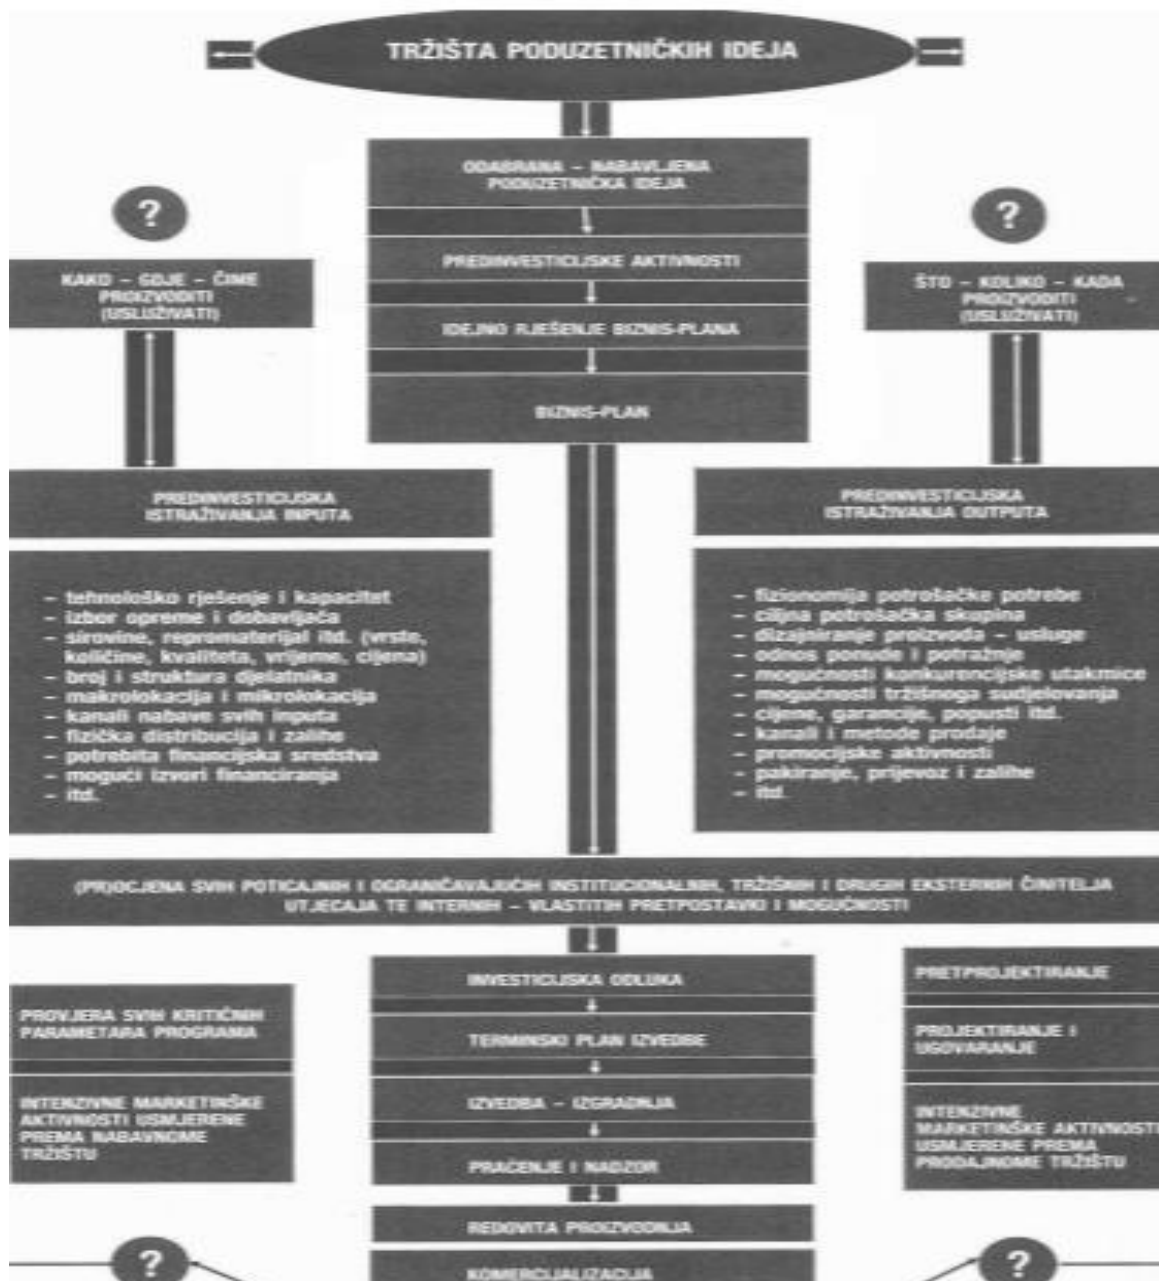 TRŽIŠTA PODUZETNIČKIH IDEJA
ODABRANA – NABAVLJENA
PODUZETNIČKA IDEJA
?
?
PREDINVESTICIJSKE AKTIVNOSTI
KAKO – GDJE – ČIME
PROIZVODITI
(USLUŽIVATI)
ŠTO – KOLIKO – KADA
PROIZVODITI
(USLUŽIVATI)
IDEJNO RJEŠENJE BIZNIS-PLANA
BIZNIS-PLAN
PREDINVESTICIJSKA
ISTRAŽIVANJA INPUTA
PREDINVESTICIJSKA
ISTRAŽIVANJA OUTPUTA
– tehnološko rješenje i kapacitet
– izbor opreme i dobavljača
– sirovine, repromaterijal itd. (vrste,
količine, kvaliteta, vrijeme, cijena)
– broj i struktura djelatnika
– makrolokacija i mikrolokacija
– kanali nabave svih inputa
– fizička distribucija i zalihe
– potrebita financijska sredstva
– mogući izvori financiranja
– itd.
– fizionomija potrošačke potrebe
– ciljna potrošačka skupina
– dizajniranje proizvoda – usluge
– odnos ponude i potražnje
– mogućnosti konkurencijske utakmice
– mogućnosti tržišnoga sudjelovanja
– cijene, garancije, popusti itd.
– kanali i metode prodaje
– promocijske aktivnosti
– pakiranje, prijevoz i zalihe
– itd.
(PR)OCJENA SVIH POTICAJNIH I OGRANIČAVAJUĆIH INSTITUCIONALNIH, TRŽIŠNIH I DRUGIH EKSTERNIH ČINITELJA
UTJECAJA TE INTERNIH – VLASTITIH PRETPOSTAVKI I MOGUĆNOSTI
INVESTICIJSKA ODLUKA
TERMINSKI PLAN IZVEDBE
IZVEDBA – IZGRADNJA
PRAĆENJE I NADZOR
PROVJERA SVIH KRITIČNIH
PARAMETARA PROGRAMA
INTENZIVNE MARKETINŠKE
AKTIVNOSTI USMJERENE
PREMA NABAVNOME
TRŽIŠTU
PRETPROJEKTIRANJE
PROJEKTIRANJE I
UGOVARANJE
INTENZIVNE
MARKETINŠKE AKTIVNOSTI
USMJERENE PREMA
PRODAJNOME TRŽIŠTU
REDOVITA PROIZVODNJA
?
KOMERCIJALIZACIJA
?